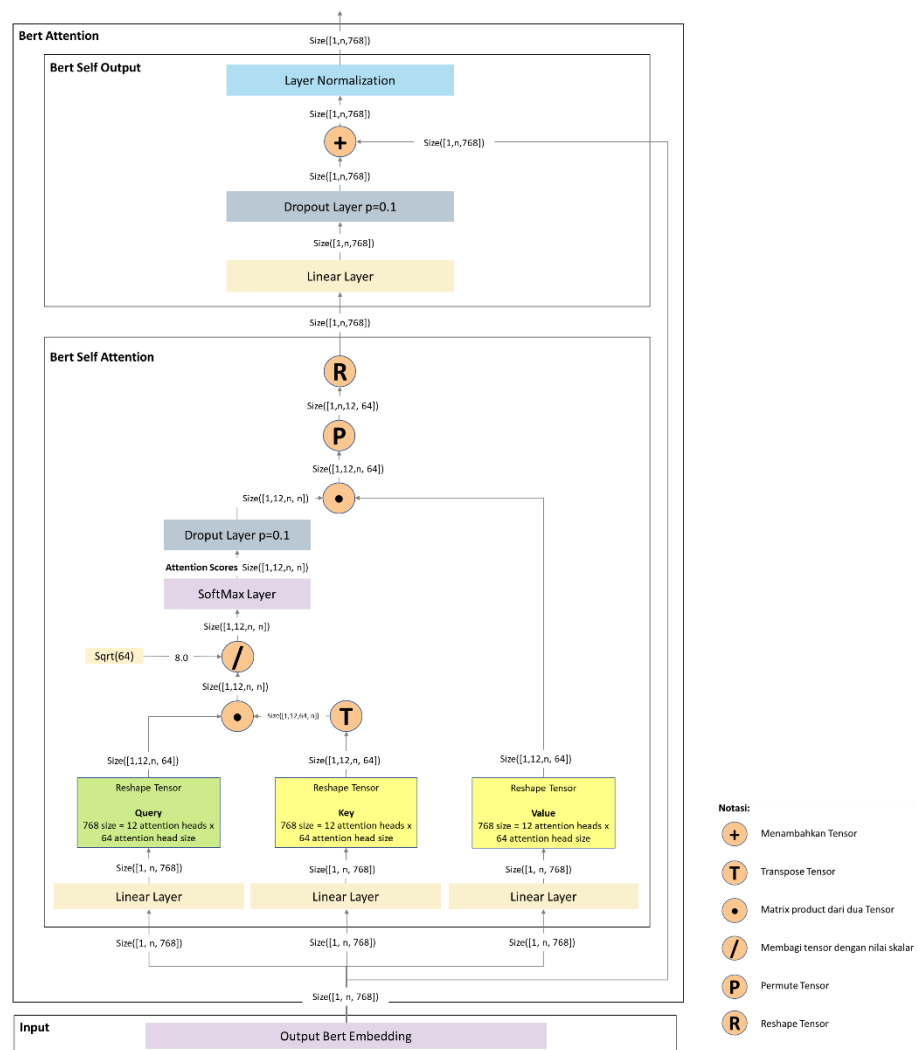 Size([1,n,768])
Bert Attention
Bert Self Output
Layer Normalization
Size([1,n,768])
+
Size([1,n,768])
Size([1,n,768])
Dropout Layer p=0.1
Size([1,n,768])
Linear Layer
Size([1,n,768])
Bert Self Attention
R
Size([1,n,12, 64])
P
Size([1,12,n, 64])
Size([1,12,n, n])
•
Droput Layer p=0.1
Attention Scores Size([1,12,n, n])
SoftMax Layer
Size([1,12,n, n])
Sqrt(64)
8.0
/
Size([1,12,n, n])
•
Size([1,12,64, n])
T
Size([1,12,n, 64])
Size([1,12,n, 64])
Size([1,12,n, 64])
Reshape Tensor
Query
768 size = 12 attention heads x
64 attention head size
Reshape Tensor
Key
768 size = 12 attention heads x
64 attention head size
Reshape Tensor
Value
768 size = 12 attention heads x
64 attention head size
Size([1, n, 768])
Size([1, n, 768])
Size([1, n, 768])
Linear Layer
Linear Layer
Linear Layer
Size([1, n, 768])
Size([1, n, 768])
Size([1, n, 768])
Size([1, n, 768])
Input
Output Bert Embedding
Notasi:
+ Menambahkan Tensor
T Transpose Tensor
• Matrix product dari dua Tensor
/ Membagi tensor dengan nilai skalar
P Permute Tensor
R Reshape Tensor